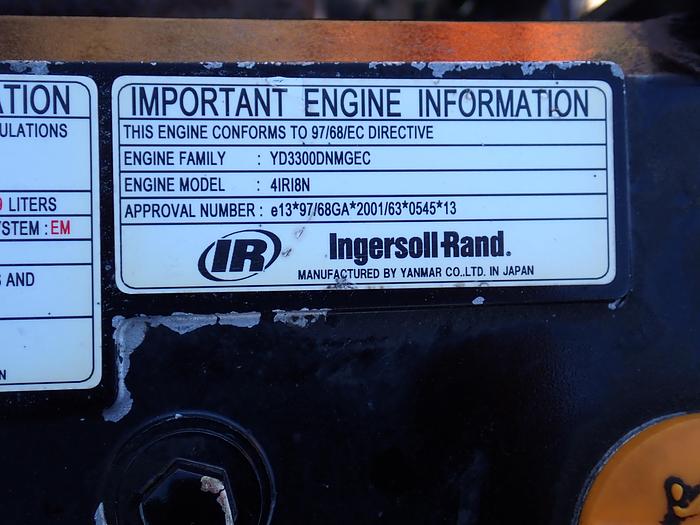 ATION
ULATIONS
LITERS
STEM : EM
AND
N
IMPORTANT ENGINE INFORMATION
THIS ENGINE CONFORMS TO 97/68/EC DIRECTIVE
ENGINE FAMILY : YD3300DNMGEC
ENGINE MODEL : 4IRI8N
APPROVAL NUMBER : e13*97/68GA*2001/63*0545*13
IR Ingersoll-Rand.
MANUFACTURED BY YANMAR CO.,LTD. IN JAPAN